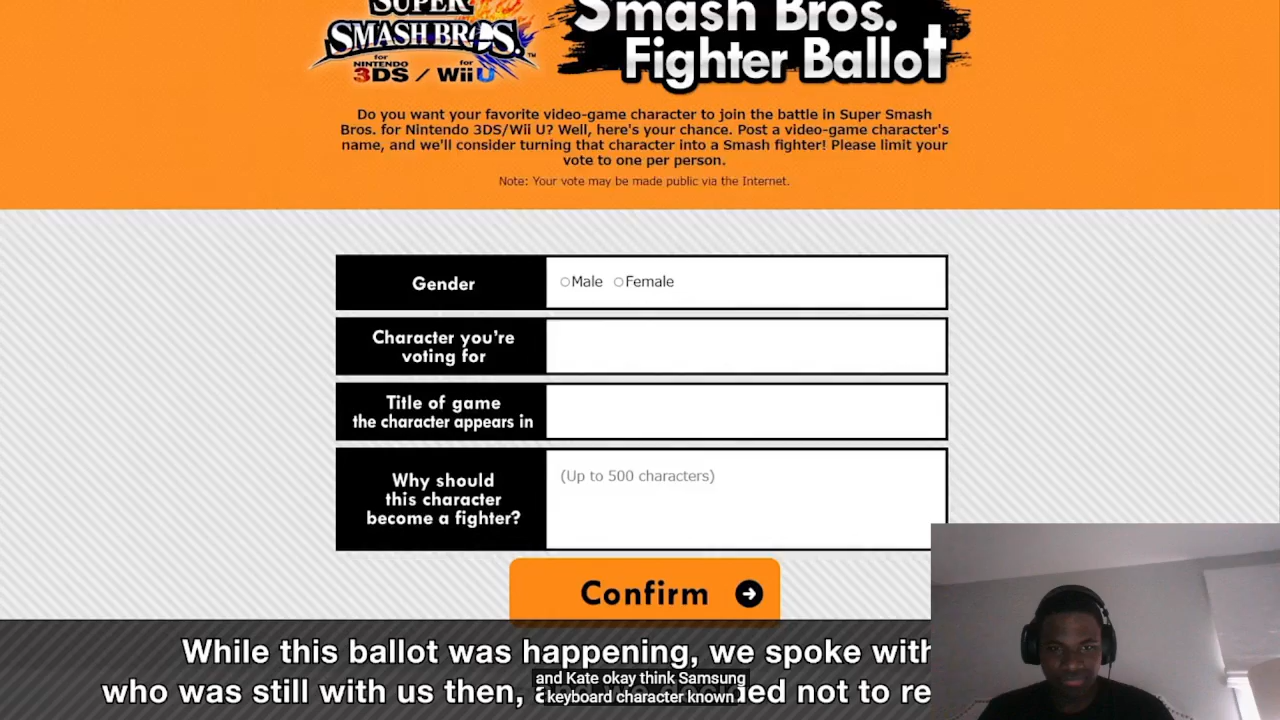 SUPER
SMASH BROS.™
for NINTENDO 3DS / for Wii U
Smash Bros.
Fighter Ballot
Do you want your favorite video-game character to join the battle in Super Smash
Bros. for Nintendo 3DS/Wii U? Well, here's your chance. Post a video-game character's
name, and we'll consider turning that character into a Smash fighter! Please limit your
vote to one per person.
Note: Your vote may be made public via the Internet.
Gender
Male Female
Character you're
voting for
Title of game
the character appears in
Why should
this character
become a fighter?
(Up to 500 characters)
Confirm
While this ballot was happening, we spoke with
who was still with us then, ded not to re
and Kate okay think Samsung
keyboard character known